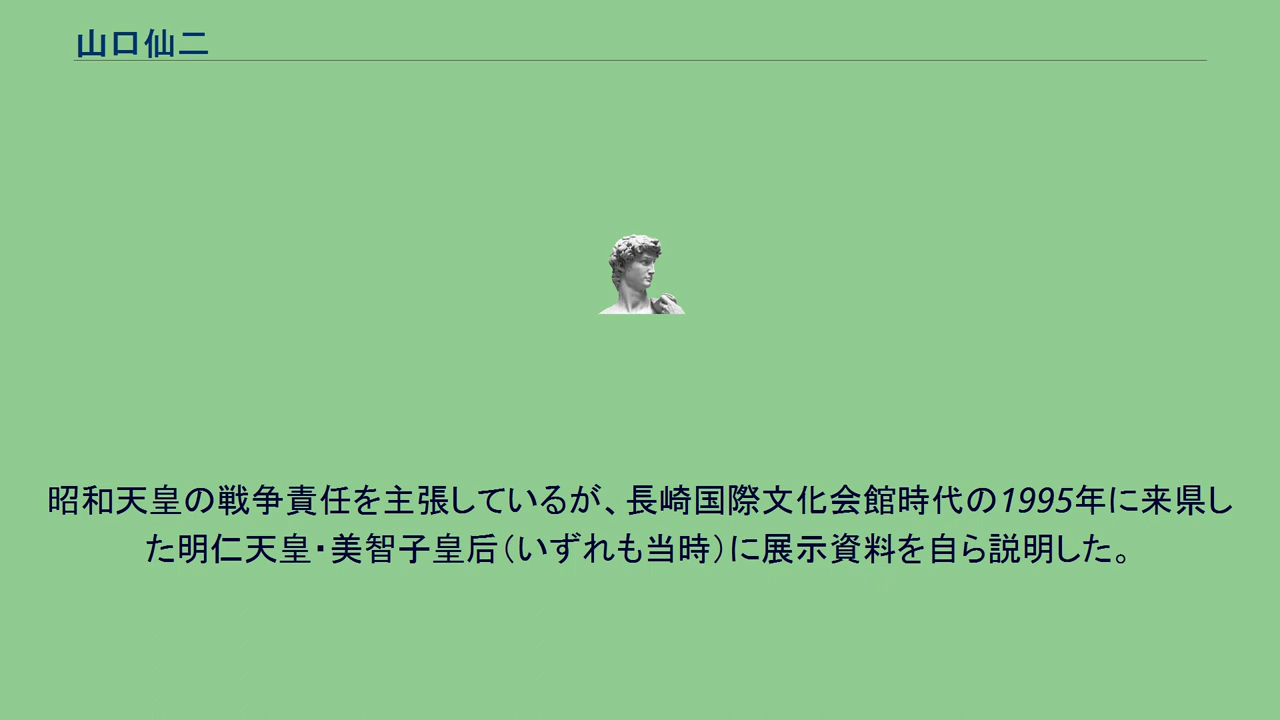 山口仙二
昭和天皇の戦争責任を主張しているが、長崎国際文化会館時代の1995年に来県し
た明仁天皇・美智子皇后（いずれも当時）に展示資料を自ら説明した。